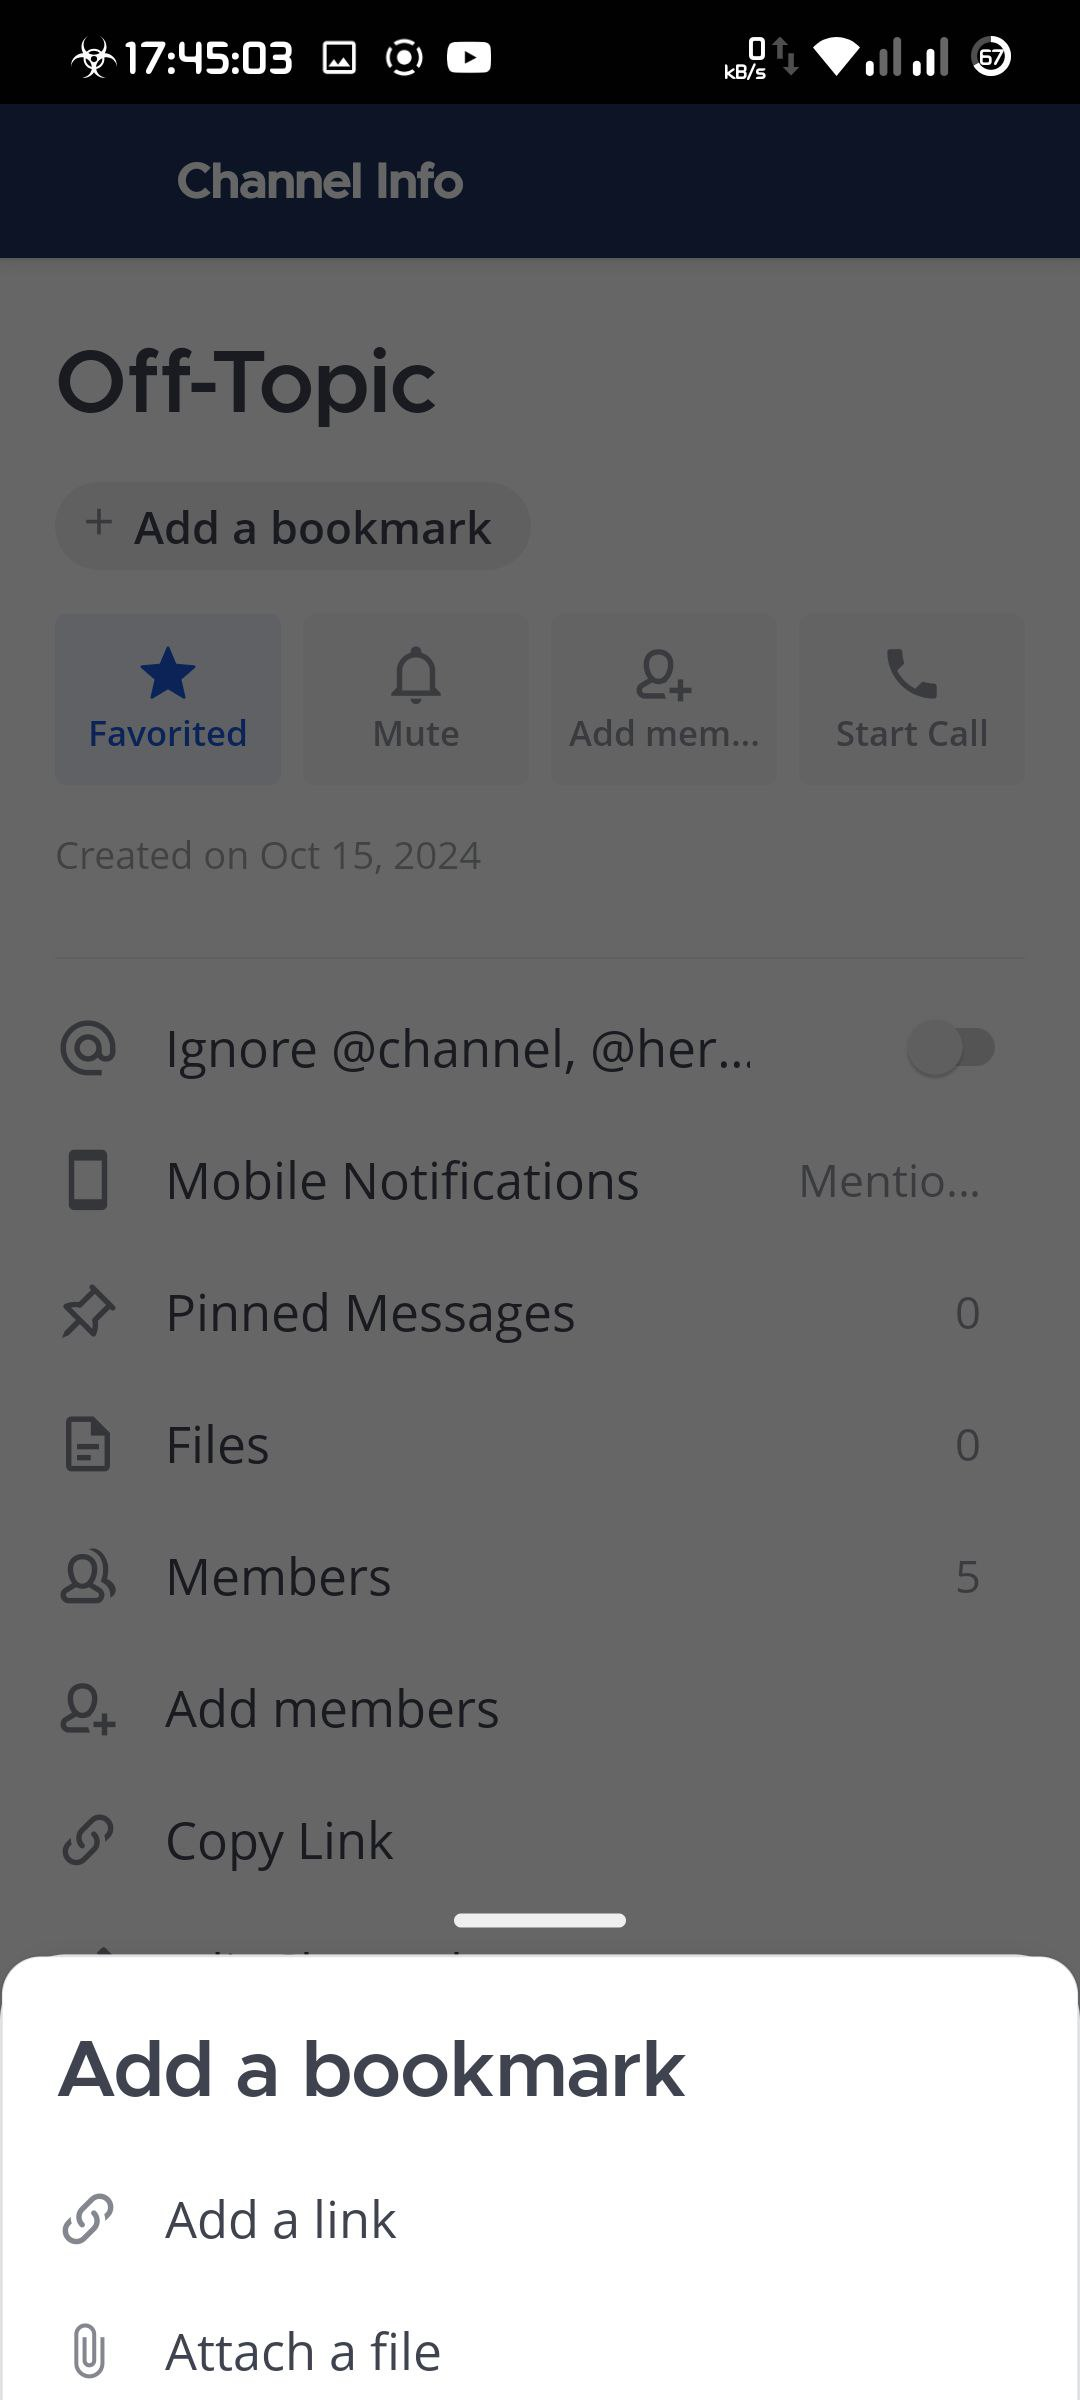 17:45:03
0
kB/s
67
Channel Info
Off-Topic
Add a bookmark
Favorited
Mute
Add mem...
Start Call
Created on Oct 15, 2024
Ignore @channel, @her...
Mobile Notifications
Mentio...
Pinned Messages
0
Files
0
Members
5
Add members
Copy Link
Add a bookmark
Add a link
Attach a file